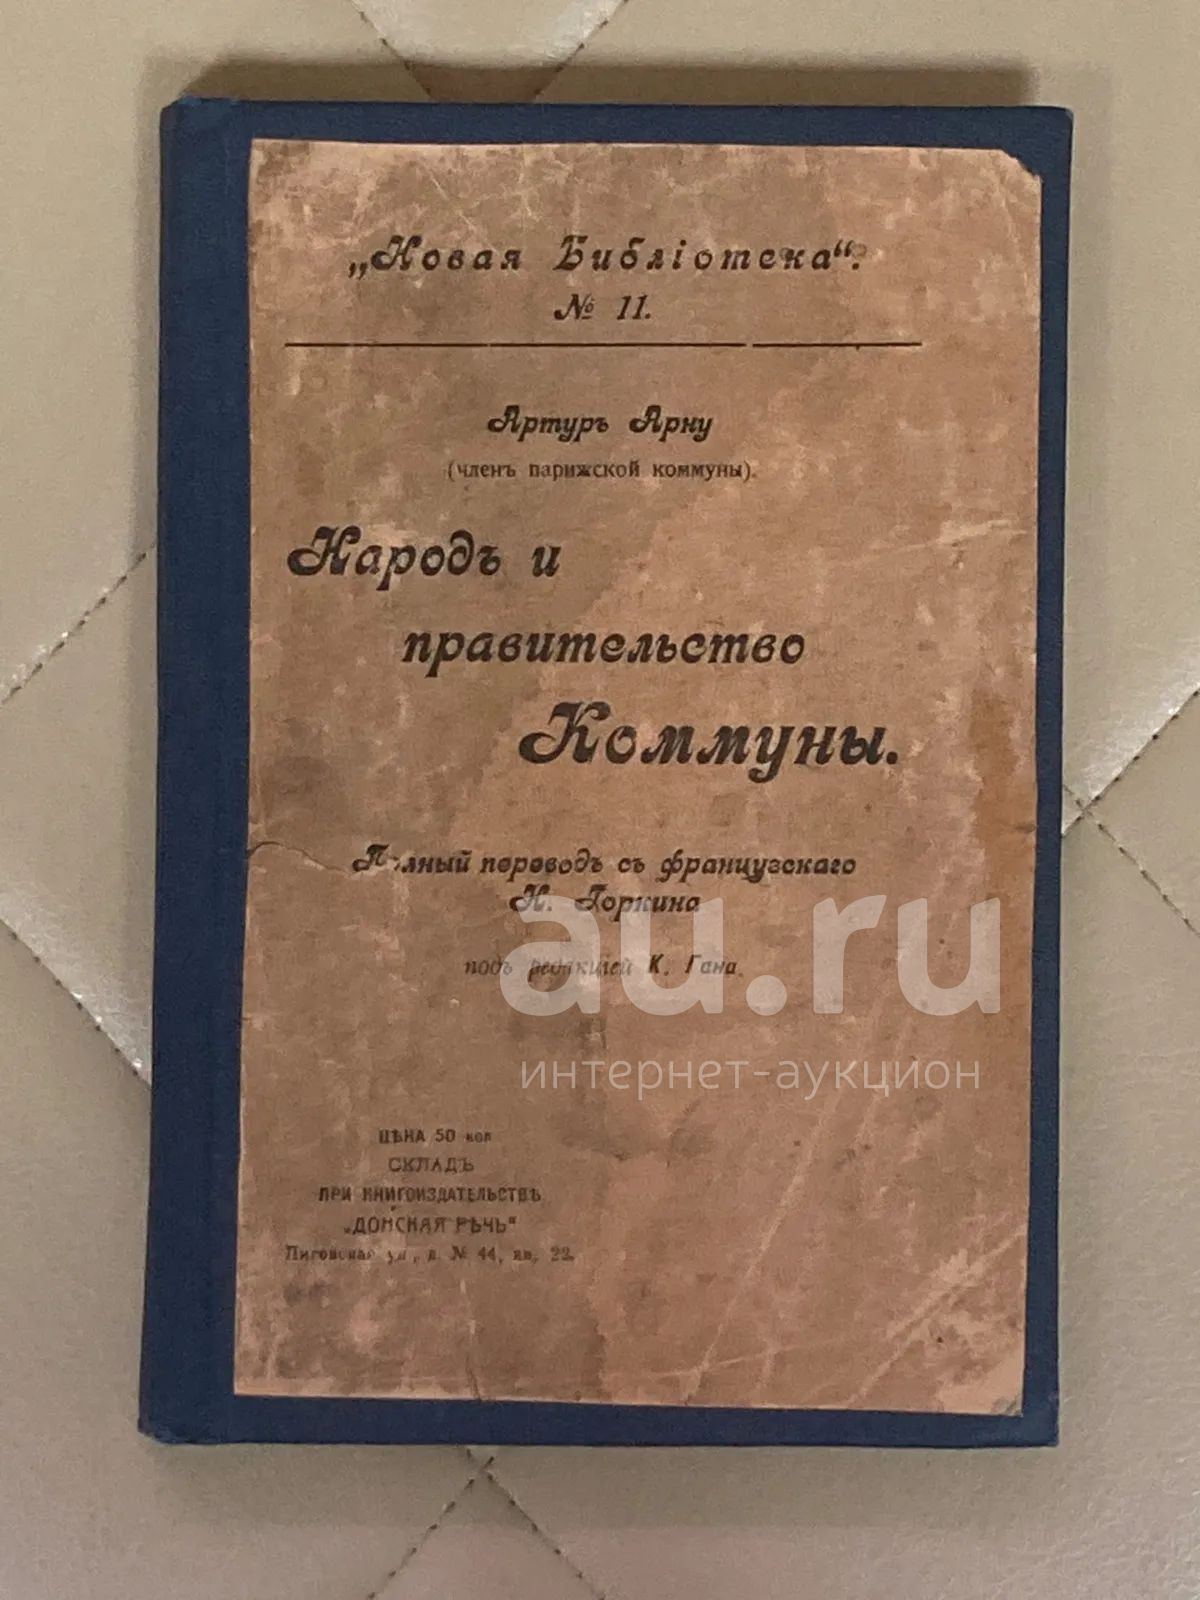 „Новая Библіотека“.
№ 11.
Артуръ Арну
(членъ парижской коммуны).
Народъ и
правительство
Коммуны.
Полный переводъ съ французскаго
Н. Горкина
подъ редакціей К. Гана.
ЦѢНА 50 коп
СКЛАДЪ
ПРИ КНИГОИЗДАТЕЛЬСТВѢ
„ДОНСКАЯ РѢЧЬ“
Лиговская ул., д. № 44, кв. 22.
au.ru
интернет-аукцион